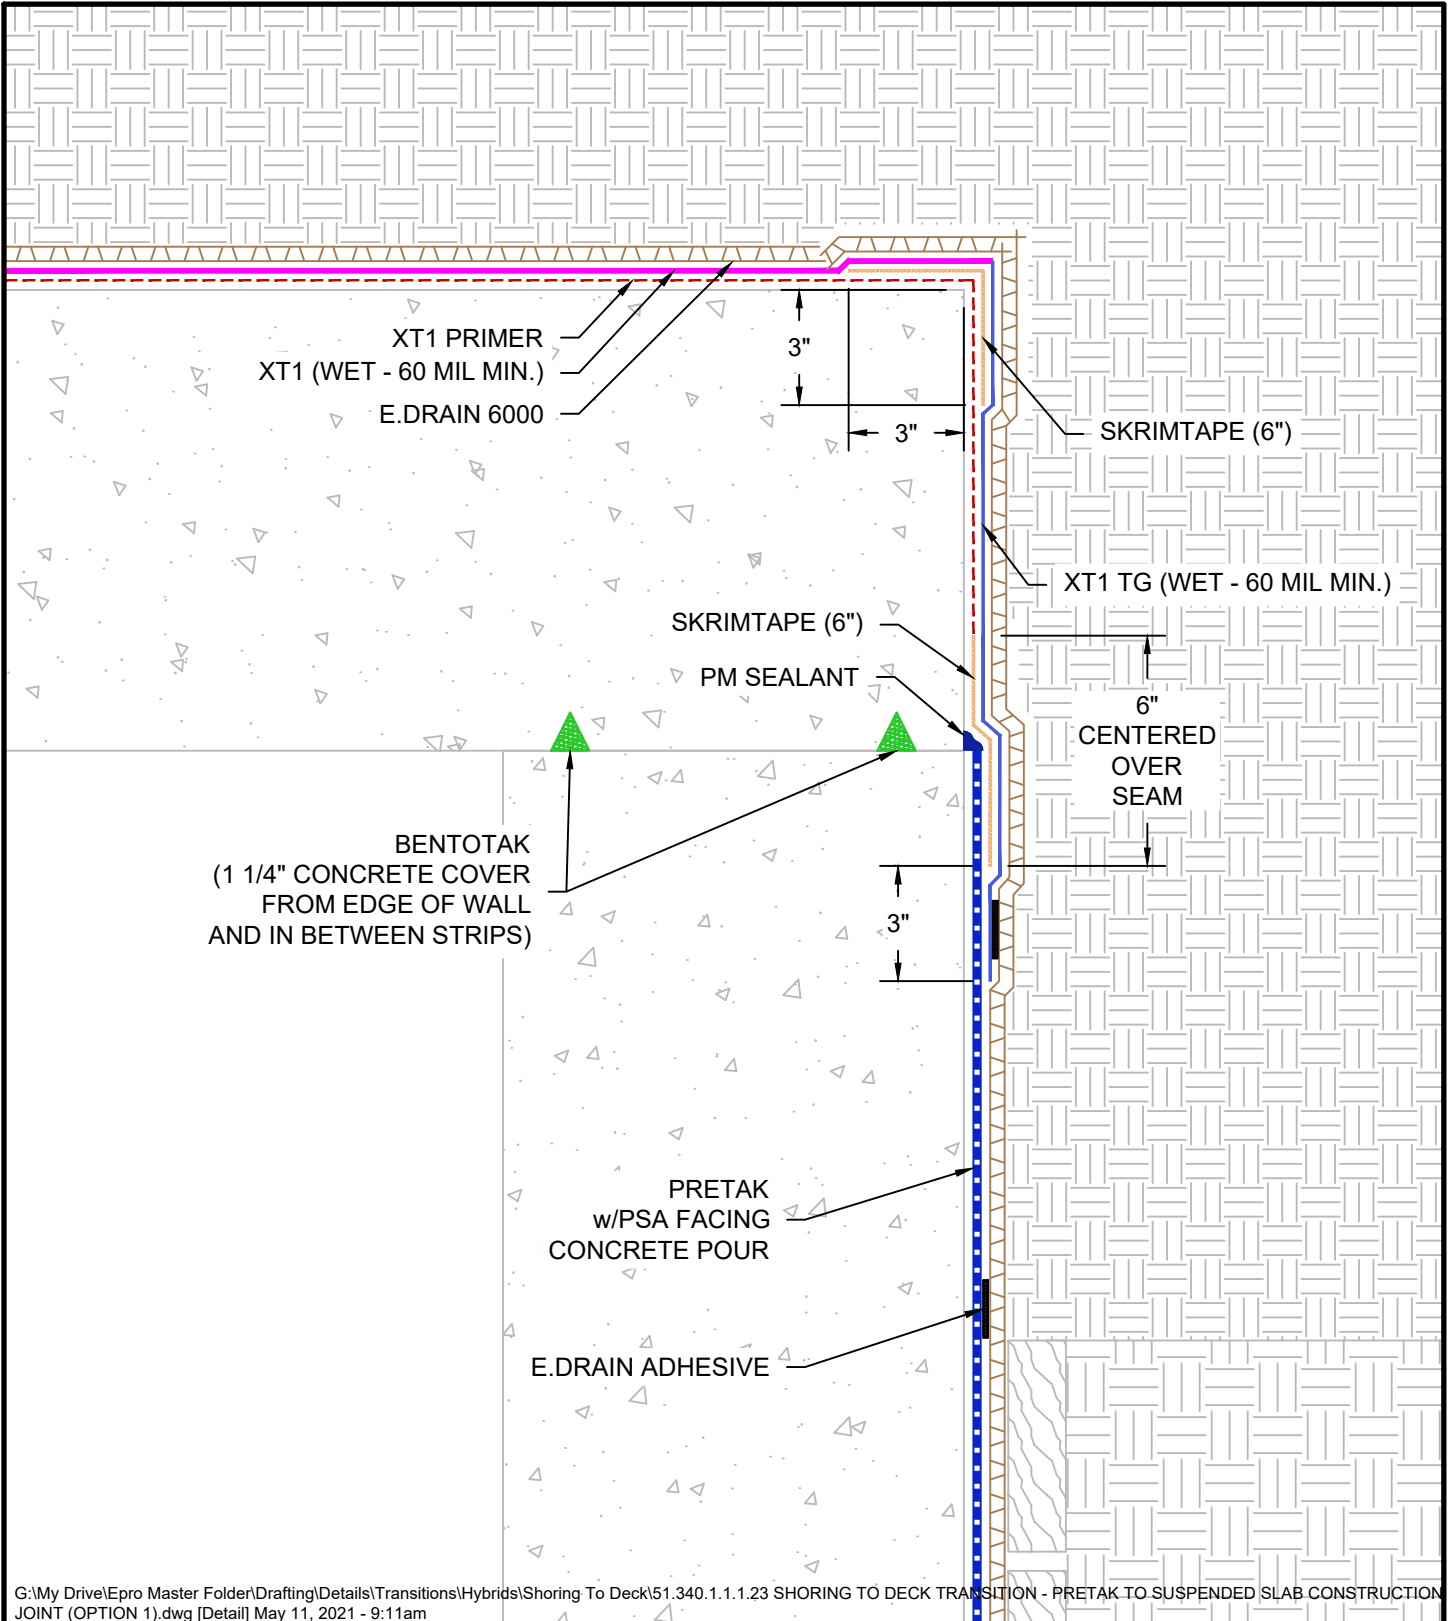 XT1 PRIMER
XT1 (WET - 60 MIL MIN.)
E.DRAIN 6000
3"
3"
SKRIMTAPE (6")
XT1 TG (WET - 60 MIL MIN.)
SKRIMTAPE (6")
PM SEALANT
6"
CENTERED
OVER
SEAM
BENTOTAK
(1 1/4" CONCRETE COVER
FROM EDGE OF WALL
AND IN BETWEEN STRIPS)
3"
PRETAK
w/PSA FACING
CONCRETE POUR
E.DRAIN ADHESIVE
G:\My Drive\Epro Master Folder\Drafting\Details\Transitions\Hybrids\Shoring To Deck\51.340.1.1.1.23 SHORING TO DECK TRANSITION - PRETAK TO SUSPENDED SLAB CONSTRUCTION
JOINT (OPTION 1).dwg [Detail] May 11, 2021 - 9:11am